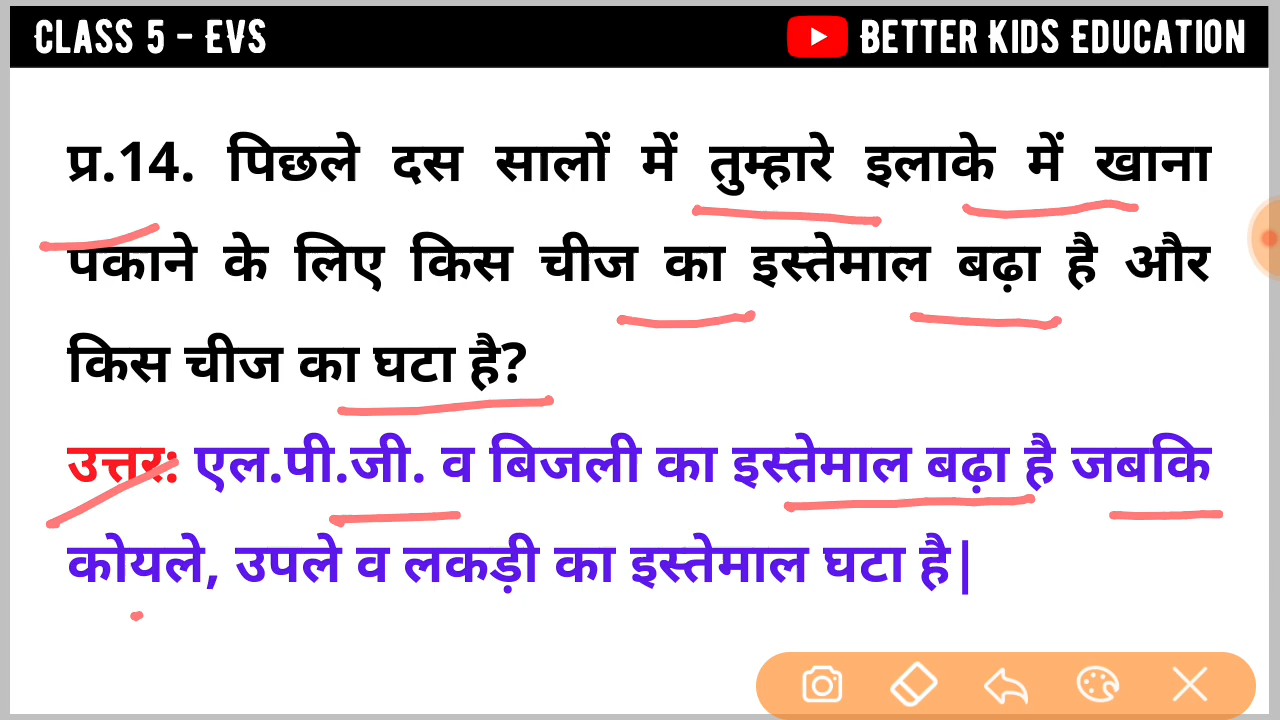 CLASS 5 - EVS
BETTER KIDS EDUCATION
प्र.14. पिछले दस सालों में तुम्हारे इलाके में खाना
पकाने के लिए किस चीज का इस्तेमाल बढ़ा है और
किस चीज का घटा है?
उत्तर: एल.पी.जी. व बिजली का इस्तेमाल बढ़ा है जबकि
कोयले, उपले व लकड़ी का इस्तेमाल घटा है|